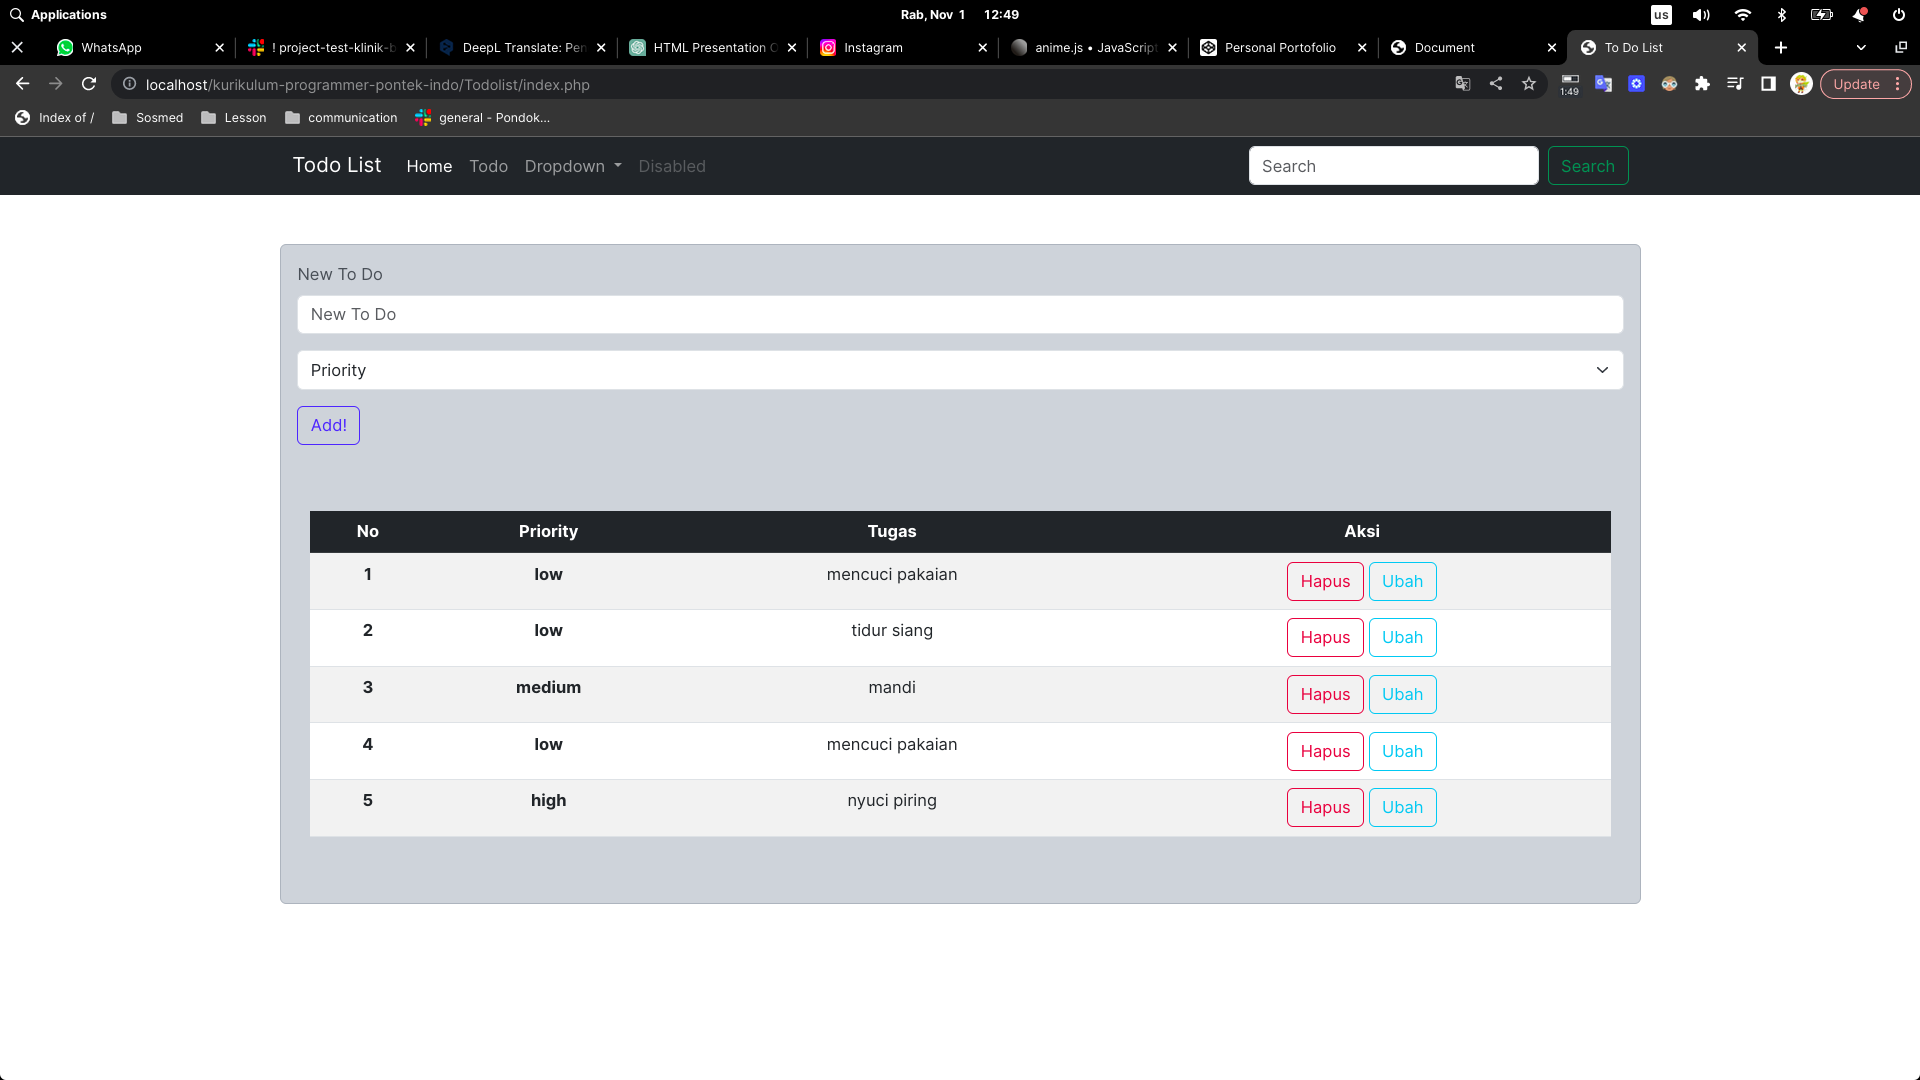 Applications
Rab, Nov 1 12:49
us
WhatsApp
! project-test-klinik-b
DeepL Translate: Pen
HTML Presentation
Instagram
anime.js • JavaScript
Personal Portofolio
Document
To Do List
localhost/kurikulum-programmer-pontek-indo/Todolist/index.php
1:49
Update
Index of /
Sosmed
Lesson
communication
general - Pondok...
Todo List
Home
Todo
Dropdown
Disabled
Search
Search
New To Do
New To Do
Priority
Add!
No Priority Tugas Aksi
1 low mencuci pakaian Hapus Ubah
2 low tidur siang Hapus Ubah
3 medium mandi Hapus Ubah
4 low mencuci pakaian Hapus Ubah
5 high nyuci piring Hapus Ubah